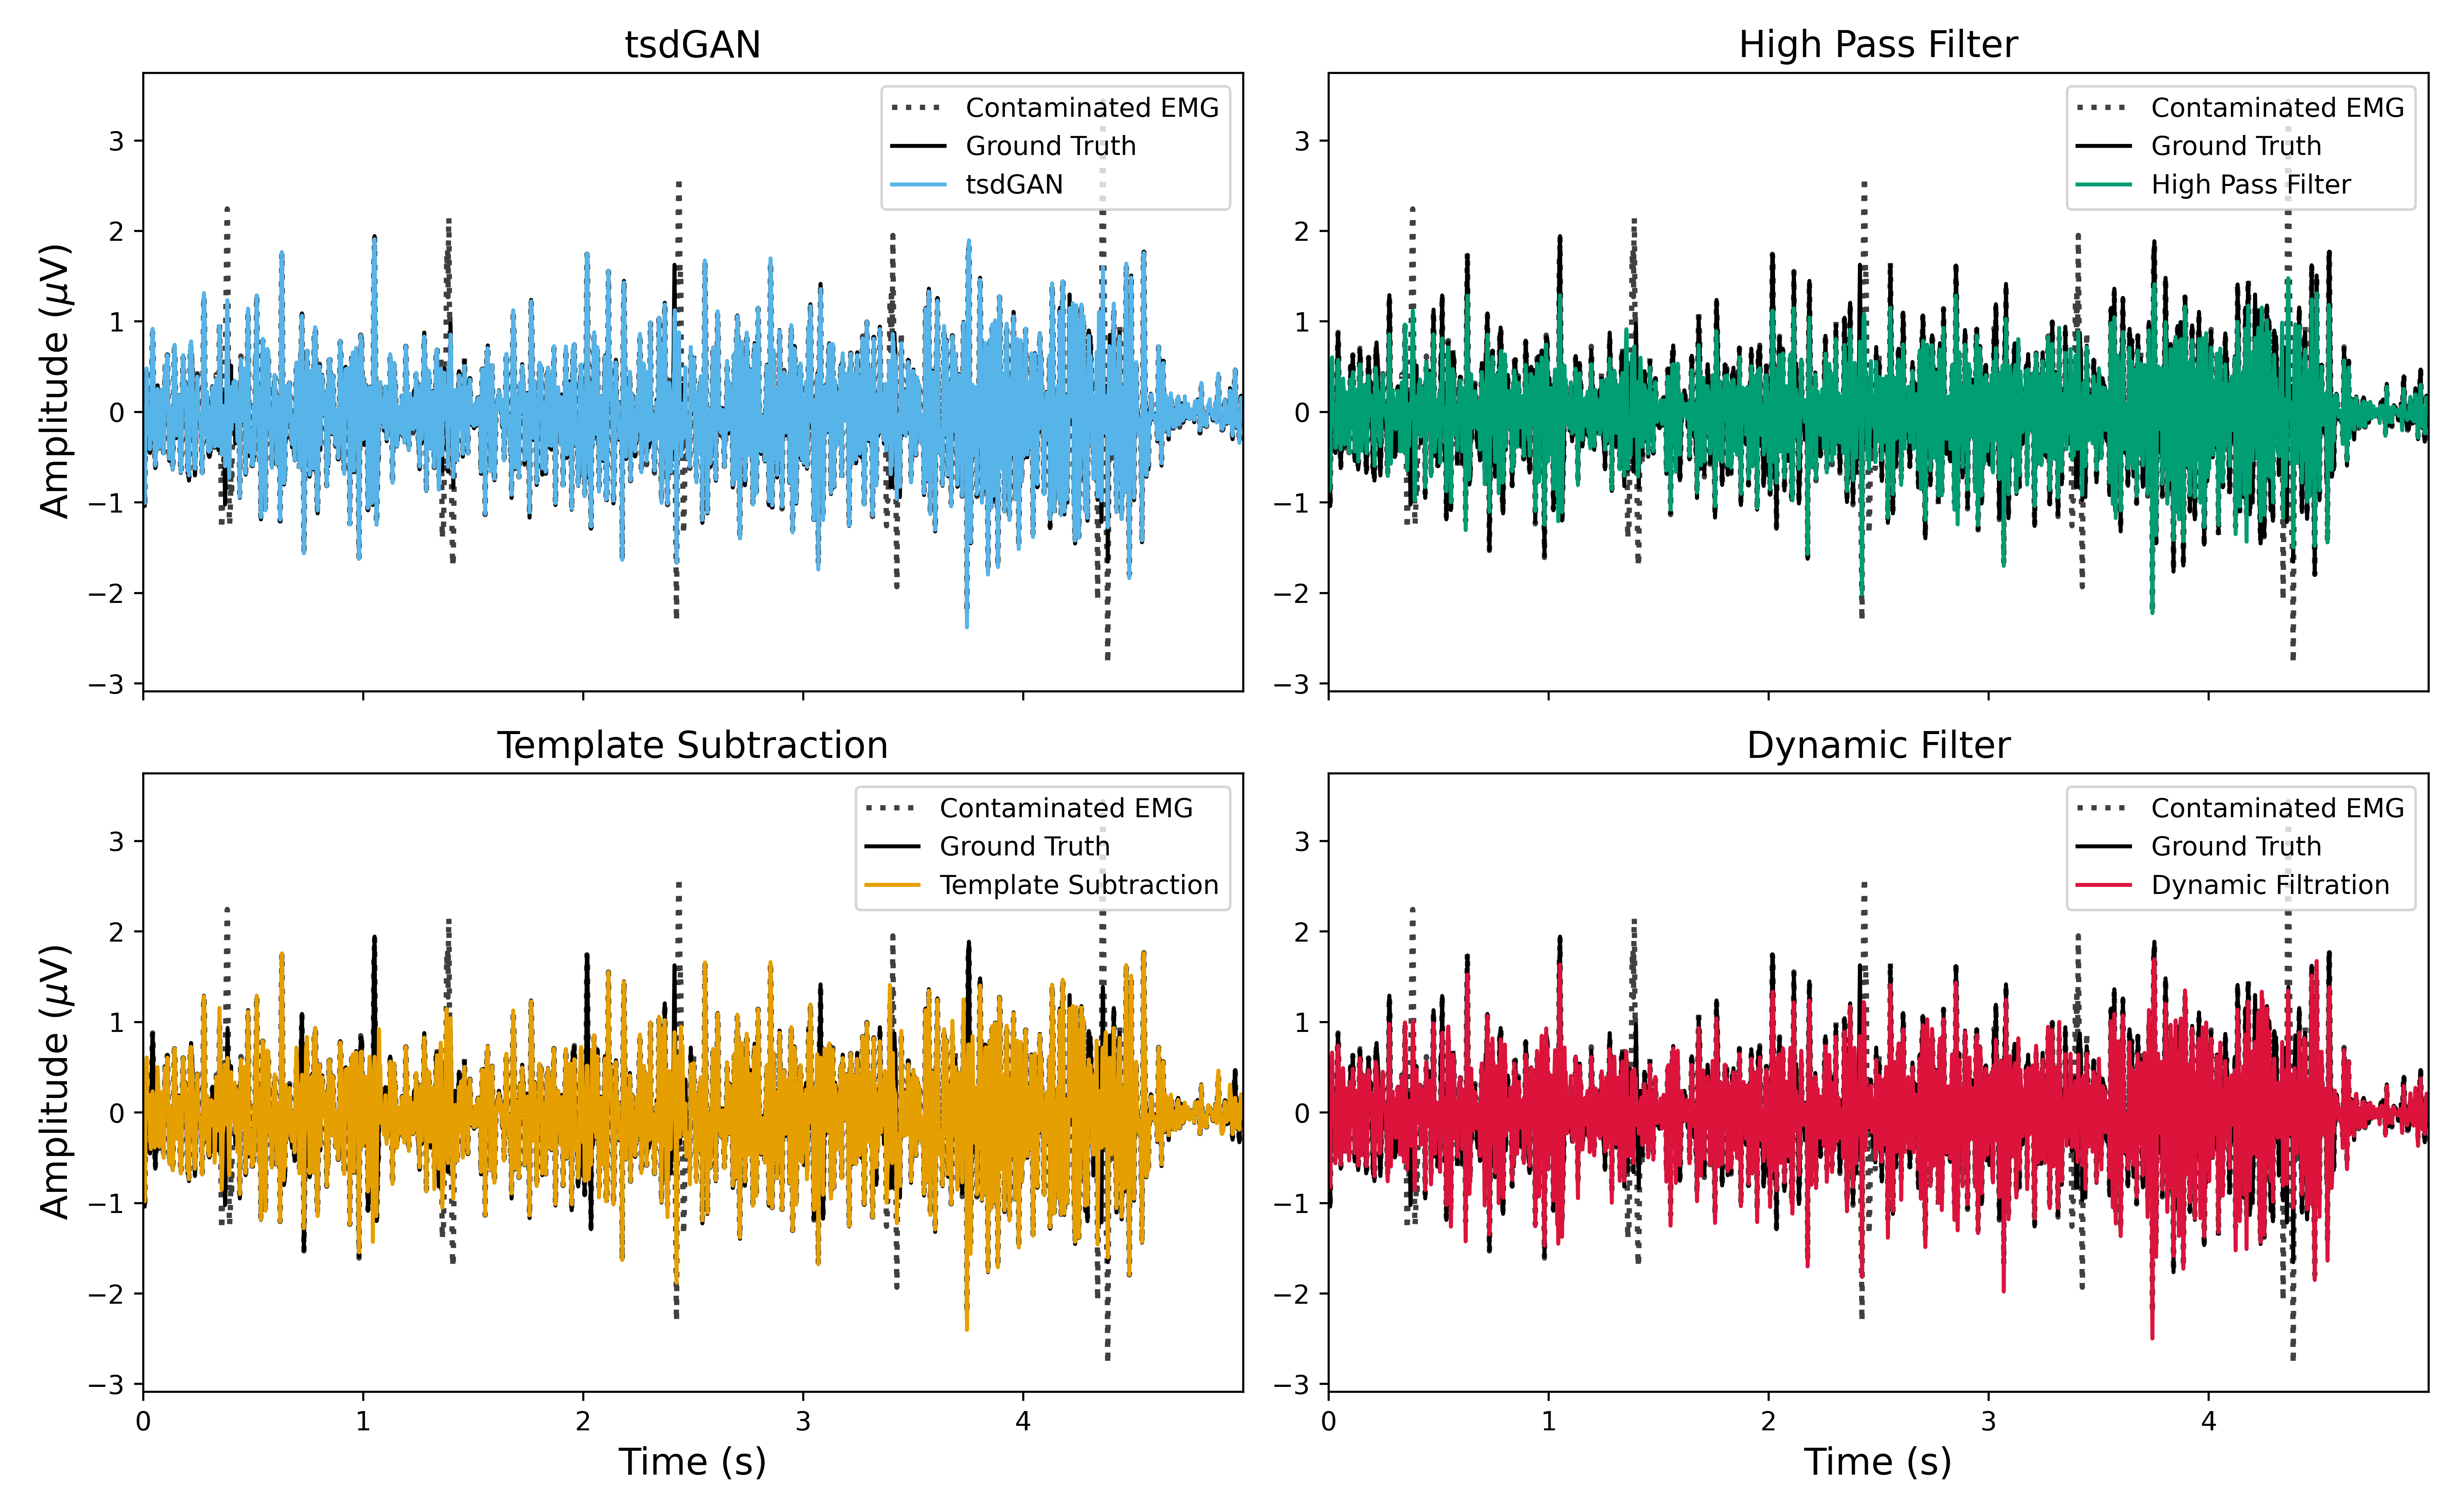 tsdGAN
Contaminated EMG
Ground Truth
tsdGAN
Amplitude (μV)
3
2
1
0
−1
−2
−3
High Pass Filter
Contaminated EMG
Ground Truth
High Pass Filter
3
2
1
0
−1
−2
−3
Template Subtraction
Contaminated EMG
Ground Truth
Template Subtraction
Amplitude (μV)
3
2
1
0
−1
−2
−3
0 1 2 3 4
Time (s)
Dynamic Filter
Contaminated EMG
Ground Truth
Dynamic Filtration
3
2
1
0
−1
−2
−3
0 1 2 3 4
Time (s)